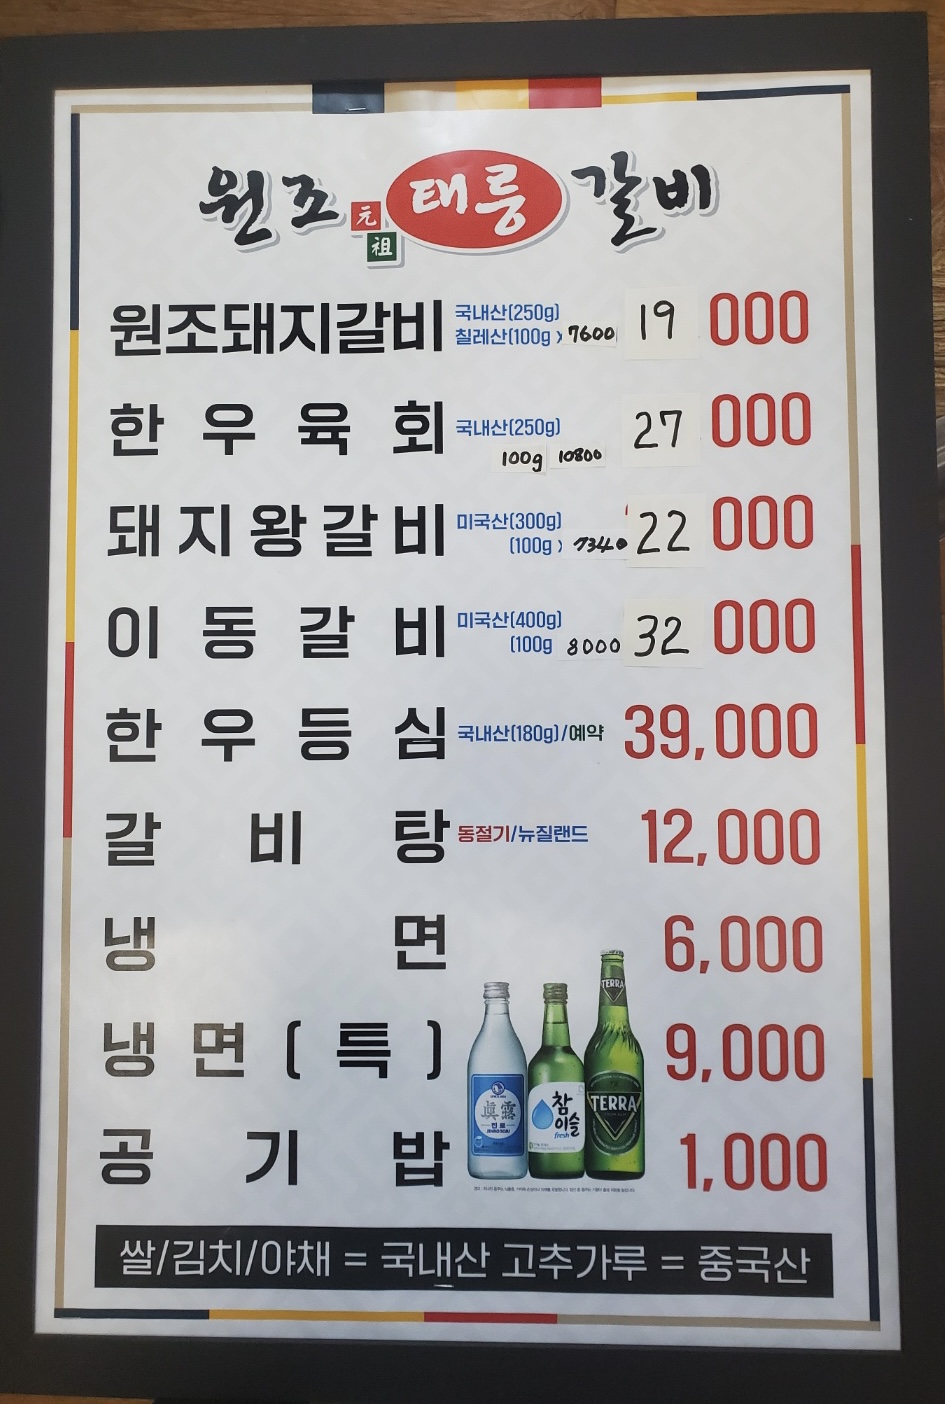 원조 元祖 태릉 갈비
원조돼지갈비 국내산(250g) 19 000
칠레산(100g 7600
한우육회 국내산(250g) 27 000
100g 10800
돼지왕갈비 미국산(300g) 22 000
(100g ) 7340
이동갈비 미국산(400g) 32 000
(100g 8000
한우등심 국내산(180g)/예약 39,000
갈비탕 동절기/뉴질랜드 12,000
냉면 6,000
냉면(특) 9,000
공기밥 1,000
TERRA
眞露
진로
참이슬
fresh
TERRA
쌀/김치/야채 = 국내산 고추가루 = 중국산